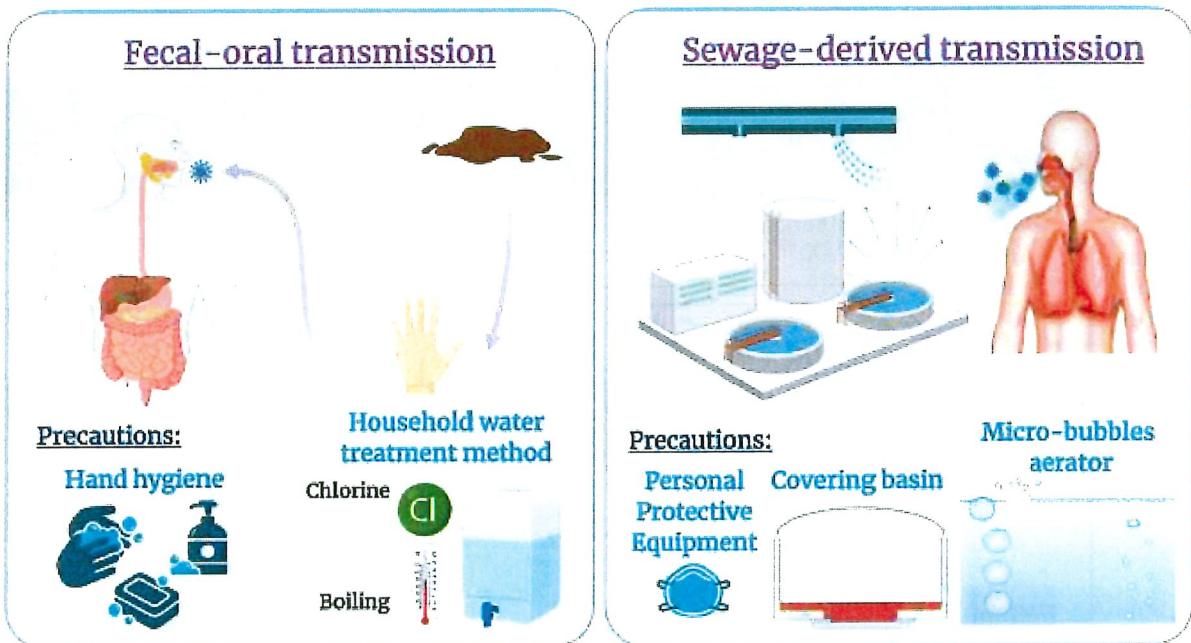 Fecal-oral transmission
Precautions:
Hand hygiene
Household water
treatment method
Chlorine
Cl
Boiling
Sewage-derived transmission
Precautions:
Personal
Protective
Equipment
Covering basin
Micro-bubbles
aerator